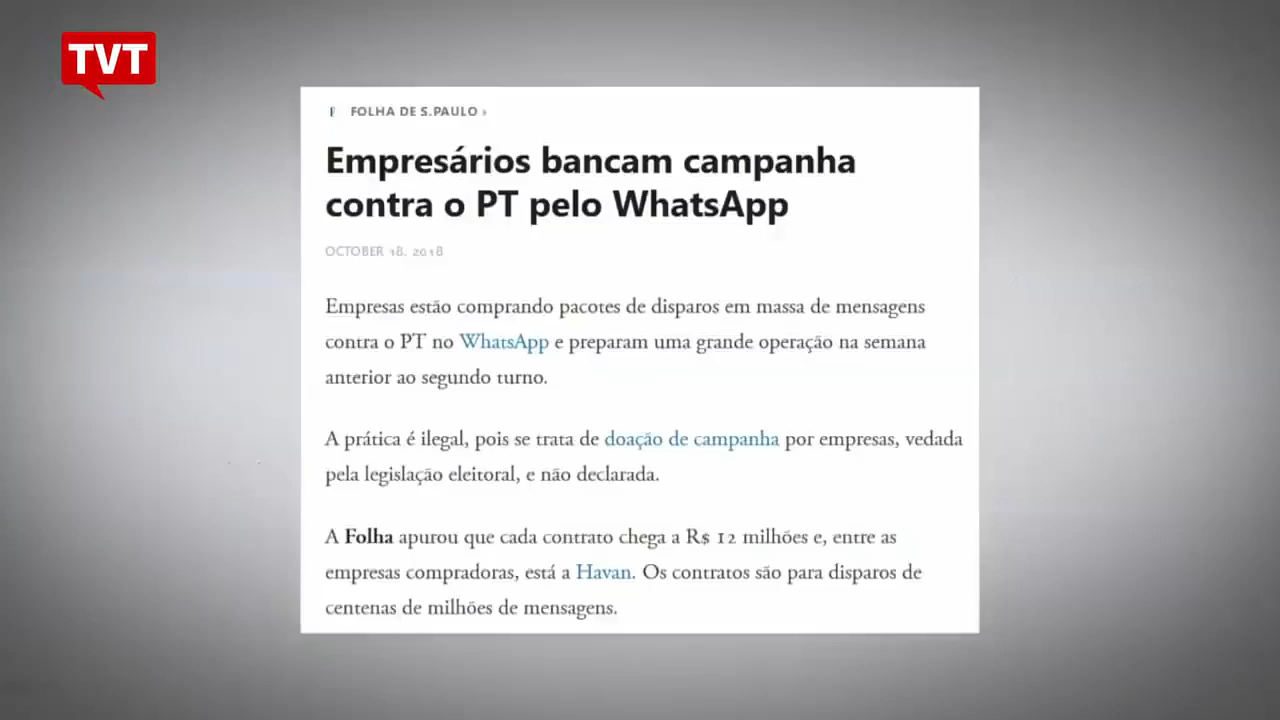 TVT
FOLHA DE S.PAULO ›
Empresários bancam campanha
contra o PT pelo WhatsApp
OCTOBER 18, 2018
Empresas estão comprando pacotes de disparos em massa de mensagens
contra o PT no WhatsApp e preparam uma grande operação na semana
anterior ao segundo turno.
A prática é ilegal, pois se trata de doação de campanha por empresas, vedada
pela legislação eleitoral, e não declarada.
A Folha apurou que cada contrato chega a R$ 12 milhões e, entre as
empresas compradoras, está a Havan. Os contratos são para disparos de
centenas de milhões de mensagens.